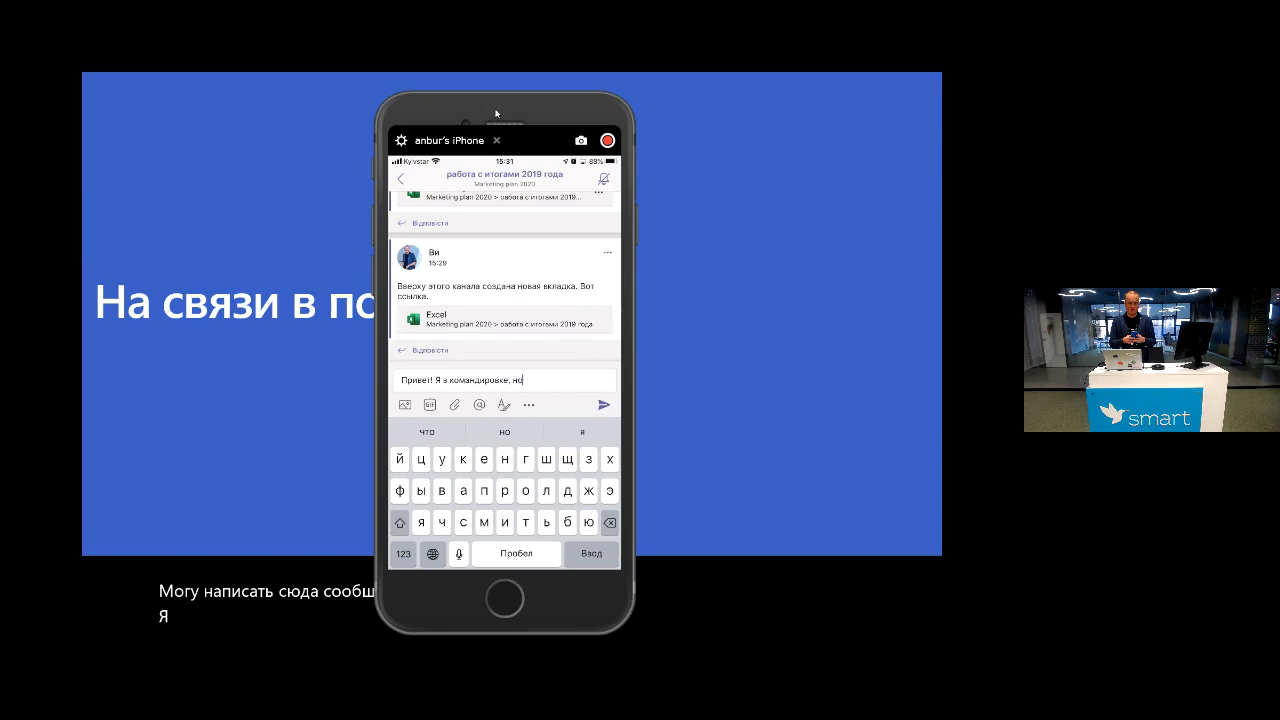 На связи в по
anbur's iPhone
Kyivstar
15:31
88%
работа с итогами 2019 года
Marketing plan 2020
Marketing plan 2020 > работа с итогами 2019...
Відповісти
Ви
15:29
Вверху этого канала создана новая вкладка. Вот
ссылка.
Excel
Marketing plan 2020 > работа с итогами 2019 года
Відповісти
Привет! Я в командировке, но
GIF
что но я
й ц у к е н г ш щ з х
ф ы в а п р о л д ж э
я ч с м и т ь б ю
123 Пробел Ввод
Могу написать сюда сообщ
Я
smart